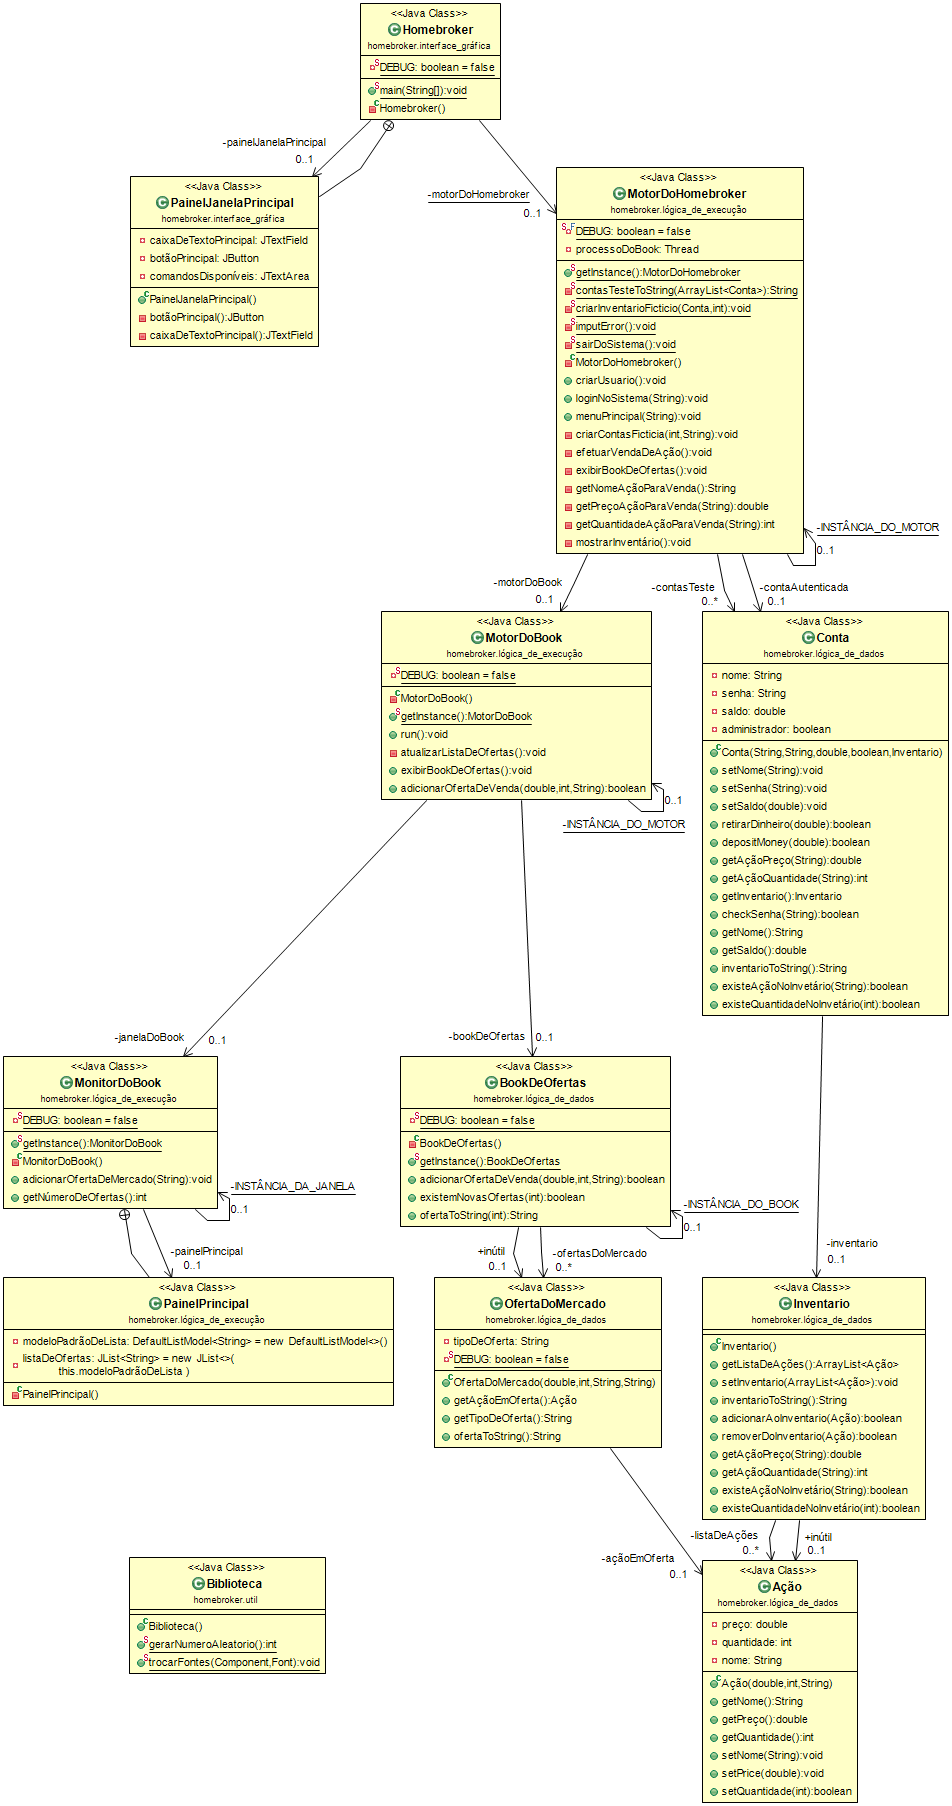 <<Java Class>>
Homebroker
homebroker.interface_gráfica
DEBUG: boolean = false
main(String[]):void
Homebroker()
-painelJanelaPrincipal
0..1
-motorDoHomebroker
0..1
<<Java Class>>
PainelJanelaPrincipal
homebroker.interface_gráfica
caixaDeTextoPrincipal: JTextField
botãoPrincipal: JButton
comandosDisponíveis: JTextArea
PainelJanelaPrincipal()
botãoPrincipal():JButton
caixaDeTextoPrincipal():JTextField
<<Java Class>>
MotorDoHomebroker
homebroker.lógica_de_execução
DEBUG: boolean = false
processoDoBook: Thread
getInstance():MotorDoHomebroker
contasTesteToString(ArrayList<Conta>):String
criarInventarioFicticio(Conta,int):void
imputError():void
sairDoSistema():void
MotorDoHomebroker()
criarUsuario():void
loginNoSistema(String):void
menuPrincipal(String):void
criarContasFicticia(int,String):void
efetuarVendaDeAção():void
exibirBookDeOfertas():void
getNomeAçãoParaVenda():String
getPreçoAçãoParaVenda(String):double
getQuantidadeAçãoParaVenda(String):int
mostrarInventário():void
-INSTÂNCIA_DO_MOTOR
0..1
-motorDoBook
0..1
-contasTeste
0..*
-contaAutenticada
0..1
<<Java Class>>
MotorDoBook
homebroker.lógica_de_execução
DEBUG: boolean = false
MotorDoBook()
getInstance():MotorDoBook
run():void
atualizarListaDeOfertas():void
exibirBookDeOfertas():void
adicionarOfertaDeVenda(double,int,String):boolean
0..1
-INSTÂNCIA_DO_MOTOR
<<Java Class>>
Conta
homebroker.lógica_de_dados
nome: String
senha: String
saldo: double
administrador: boolean
Conta(String,String,double,boolean,Inventario)
setNome(String):void
setSenha(String):void
setSaldo(double):void
retirarDinheiro(double):boolean
depositMoney(double):boolean
getAçãoPreço(String):double
getAçãoQuantidade(String):int
getInventario():Inventario
checkSenha(String):boolean
getNome():String
getSaldo():double
inventarioToString():String
existeAçãoNoInvetário(String):boolean
existeQuantidadeNoInvetário(int):boolean
-janelaDoBook
0..1
-bookDeOfertas
0..1
<<Java Class>>
MonitorDoBook
homebroker.lógica_de_execução
DEBUG: boolean = false
getInstance():MonitorDoBook
MonitorDoBook()
adicionarOfertaDeMercado(String):void
getNúmeroDeOfertas():int
-INSTÂNCIA_DA_JANELA
0..1
<<Java Class>>
BookDeOfertas
homebroker.lógica_de_dados
DEBUG: boolean = false
BookDeOfertas()
getInstance():BookDeOfertas
adicionarOfertaDeVenda(double,int,String):boolean
existemNovasOfertas(int):boolean
ofertaToString(int):String
-INSTÂNCIA_DO_BOOK
0..1
-painelPrincipal
0..1
+inútil
0..1
-ofertasDoMercado
0..*
-inventario
0..1
<<Java Class>>
PainelPrincipal
homebroker.lógica_de_execução
modeloPadrãoDeLista: DefaultListModel<String> = new DefaultListModel<>()
listaDeOfertas: JList<String> = new JList<>(
this.modeloPadrãoDeLista )
PainelPrincipal()
<<Java Class>>
OfertaDoMercado
homebroker.lógica_de_dados
tipoDeOferta: String
DEBUG: boolean = false
OfertaDoMercado(double,int,String,String)
getAçãoEmOferta():Ação
getTipoDeOferta():String
ofertaToString():String
<<Java Class>>
Inventario
homebroker.lógica_de_dados
Inventario()
getListaDeAções():ArrayList<Ação>
setInventario(ArrayList<Ação>):void
inventarioToString():String
adicionarAoInventario(Ação):boolean
removerDoInventario(Ação):boolean
getAçãoPreço(String):double
getAçãoQuantidade(String):int
existeAçãoNoInvetário(String):boolean
existeQuantidadeNoInvetário(int):boolean
-listaDeAções
0..*
+inútil
0..1
-açãoEmOferta
0..1
<<Java Class>>
Biblioteca
homebroker.util
Biblioteca()
gerarNumeroAleatorio():int
trocarFontes(Component,Font):void
<<Java Class>>
Ação
homebroker.lógica_de_dados
preço: double
quantidade: int
nome: String
Ação(double,int,String)
getNome():String
getPreço():double
getQuantidade():int
setNome(String):void
setPrice(double):void
setQuantidade(int):boolean